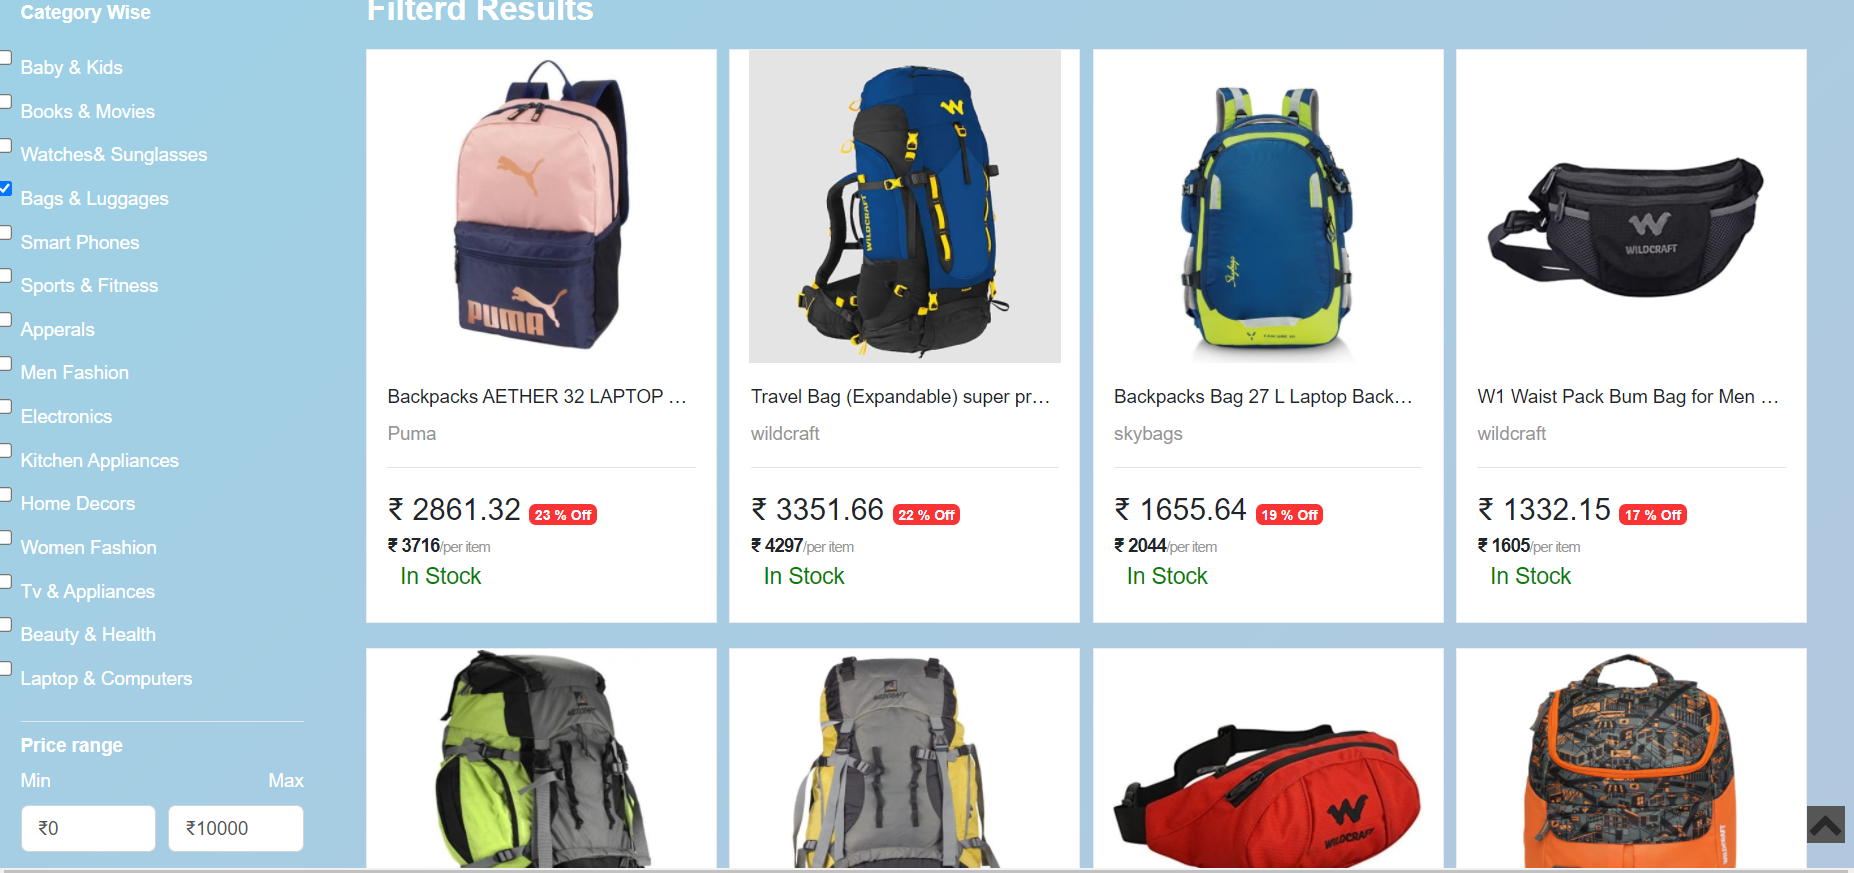 Category Wise
Baby & Kids
Books & Movies
Watches& Sunglasses
Bags & Luggages
Smart Phones
Sports & Fitness
Apperals
Men Fashion
Electronics
Kitchen Appliances
Home Decors
Women Fashion
Tv & Appliances
Beauty & Health
Laptop & Computers
Price range
Min Max
₹0 ₹10000
Filterd Results
PUMA
WILDCRAFT
Skybags
WILDCRAFT
Backpacks AETHER 32 LAPTOP ...
Puma
₹ 2861.32 23 % Off
₹ 3716/per item
In Stock
Travel Bag (Expandable) super pr...
wildcraft
₹ 3351.66 22 % Off
₹ 4297/per item
In Stock
Backpacks Bag 27 L Laptop Back...
skybags
₹ 1655.64 19 % Off
₹ 2044/per item
In Stock
W1 Waist Pack Bum Bag for Men ...
wildcraft
₹ 1332.15 17 % Off
₹ 1605/per item
In Stock
WILDCRAFT
WILDCRAFT
WILDCRAFT
WILDCRAFT